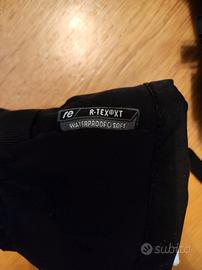 re/ R-TEX®XT
WATERPROOF SOFT
subito